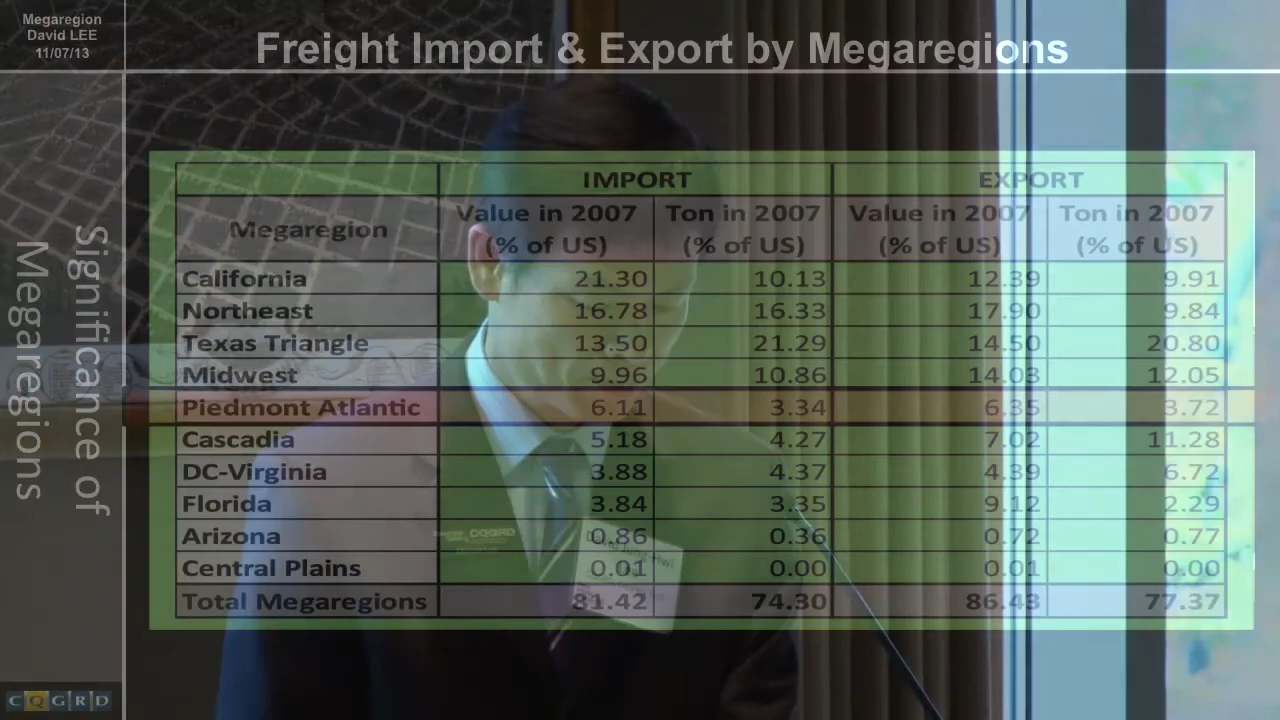 Megaregion
David LEE
11/07/13
Freight Import & Export by Megaregions
Significance of
Megaregions
IMPORT EXPORT
Megaregion Value in 2007 (% of US) Ton in 2007 (% of US) Value in 2007 (% of US) Ton in 2007 (% of US)
California 21.30 10.13 12.39 9.91
Northeast 16.78 16.33 17.90 9.84
Texas Triangle 13.50 21.29 14.50 20.80
Midwest 9.96 10.86 14.03 12.05
Piedmont Atlantic 6.11 3.34 6.35 3.72
Cascadia 5.18 4.27 7.02 11.28
DC-Virginia 3.88 4.37 4.39 6.72
Florida 3.84 3.35 9.12 2.29
Arizona 0.86 0.36 0.72 0.77
Central Plains 0.01 0.00 0.01 0.00
Total Megaregions 81.42 74.30 86.43 77.37
CQGRD
CQGRD